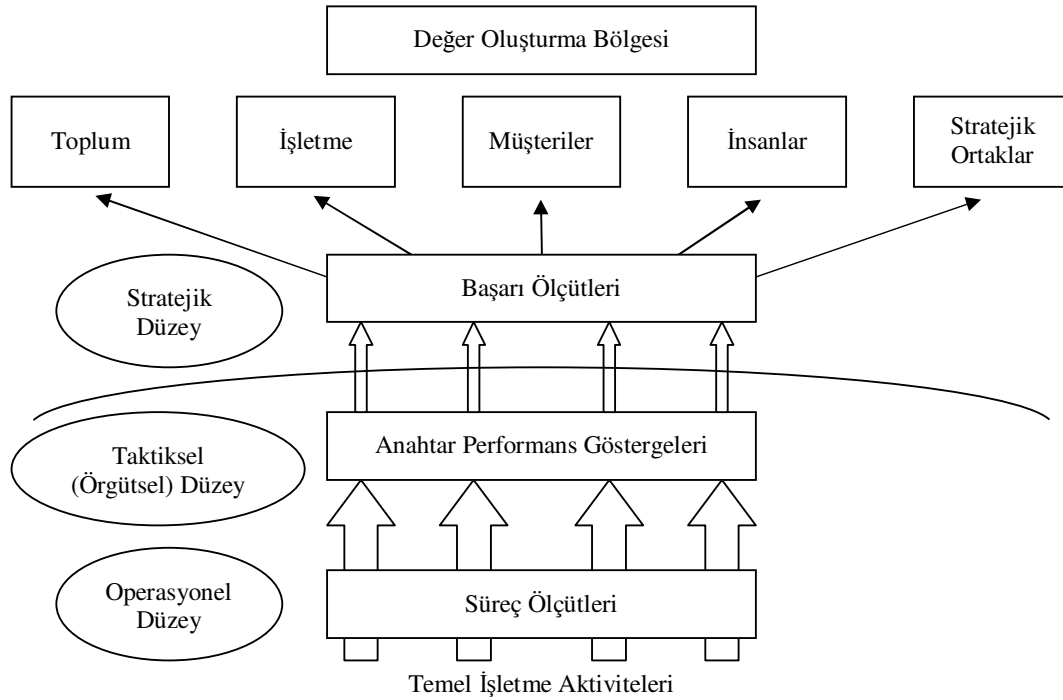 Değer Oluşturma Bölgesi
Toplum
İşletme
Müşteriler
İnsanlar
Stratejik
Ortaklar
Stratejik
Düzey
Başarı Ölçütleri
Taktiksel
(Örgütsel) Düzey
Anahtar Performans Göstergeleri
Operasyonel
Düzey
Süreç Ölçütleri
Temel İşletme Aktiviteleri